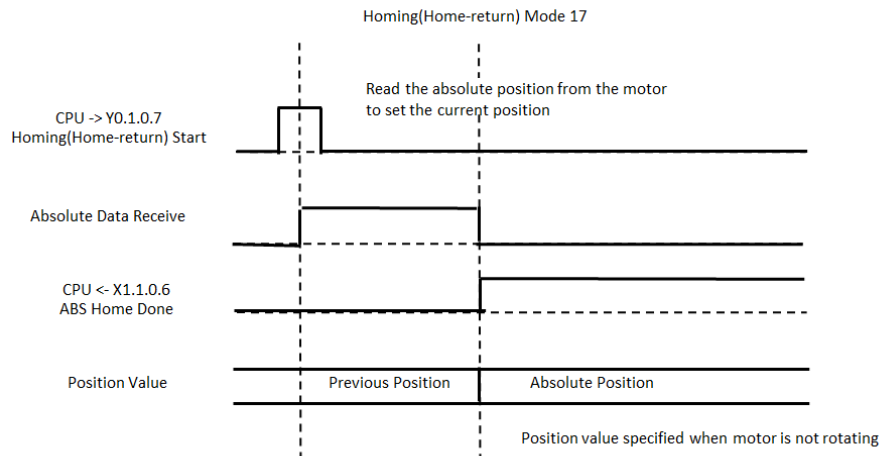 Homing(Home-return) Mode 17
Read the absolute position from the motor
to set the current position
CPU -> Y0.1.0.7
Homing(Home-return) Start
Absolute Data Receive
CPU <- X1.1.0.6
ABS Home Done
Position Value
Previous Position
Absolute Position
Position value specified when motor is not rotating